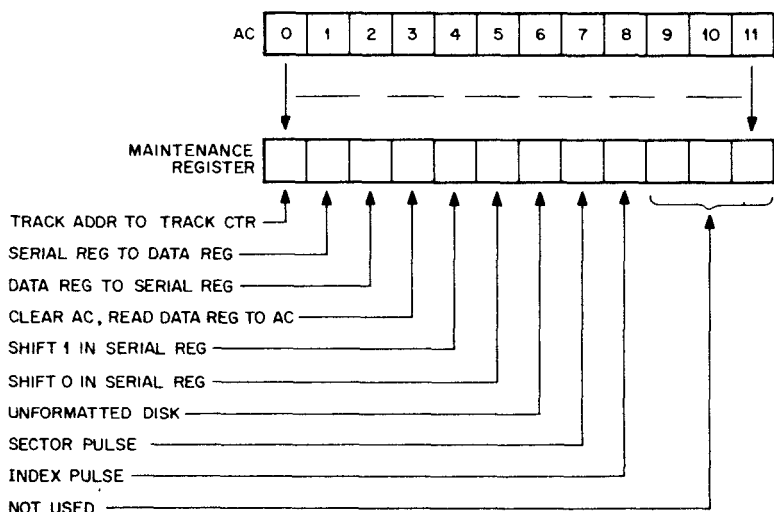 AC 0 1 2 3 4 5 6 7 8 9 10 11
MAINTENANCE
REGISTER
TRACK ADDR TO TRACK CTR
SERIAL REG TO DATA REG
DATA REG TO SERIAL REG
CLEAR AC, READ DATA REG TO AC
SHIFT 1 IN SERIAL REG
SHIFT 0 IN SERIAL REG
UNFORMATTED DISK
SECTOR PULSE
INDEX PULSE
NOT USED